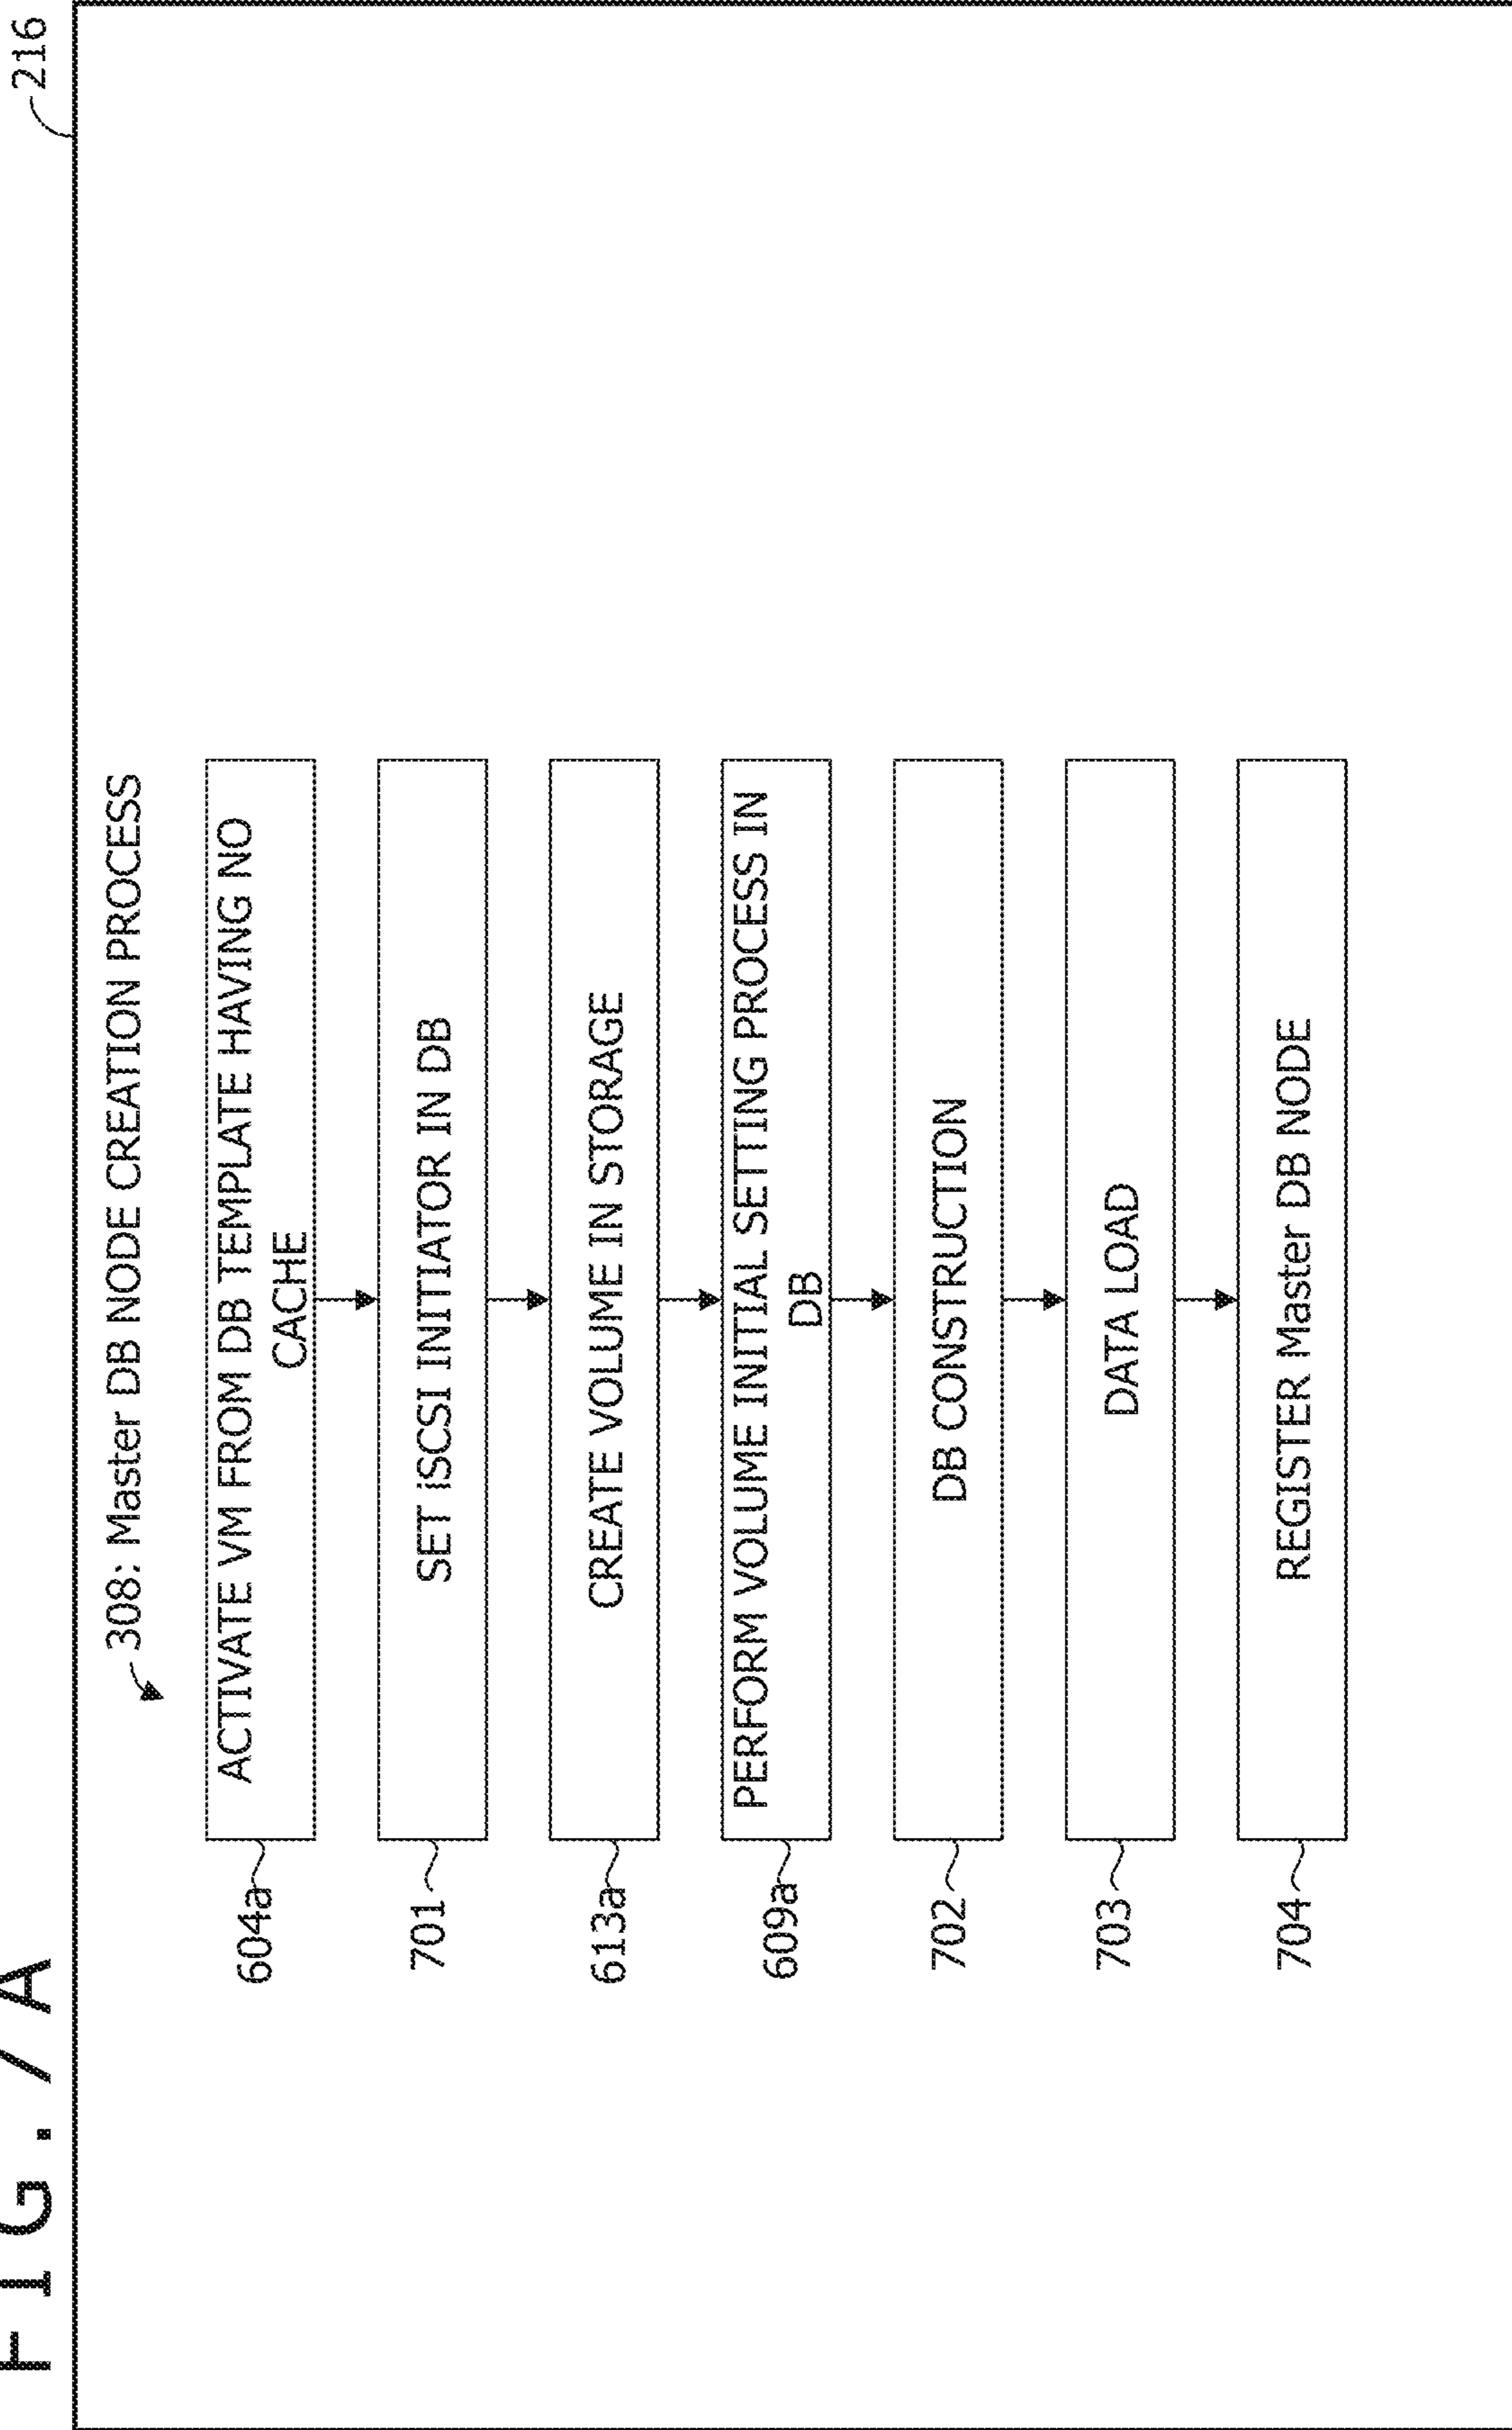 FIG. 7A
216
308: Master DB NODE CREATION PROCESS
604a
ACTIVATE VM FROM DB TEMPLATE HAVING NO
CACHE
701
SET iSCSI INITIATOR IN DB
613a
CREATE VOLUME IN STORAGE
609a
PERFORM VOLUME INITIAL SETTING PROCESS IN
DB
702
DB CONSTRUCTION
703
DATA LOAD
704
REGISTER Master DB NODE